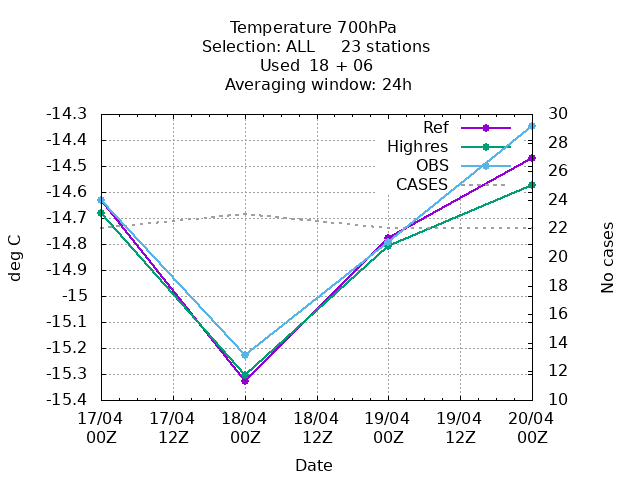 Temperature 700hPa
Selection: ALL     23 stations
Used  18 + 06
Averaging window: 24h
-14.3
-14.4
-14.5
-14.6
-14.7
-14.8
-14.9
-15
-15.1
-15.2
-15.3
-15.4
deg C
Ref
Highres
OBS
CASES
30
28
26
24
22
20
18
16
14
12
10
No cases
17/04 17/04 18/04 18/04 19/04 19/04 20/04
00Z 12Z 00Z 12Z 00Z 12Z 00Z
Date